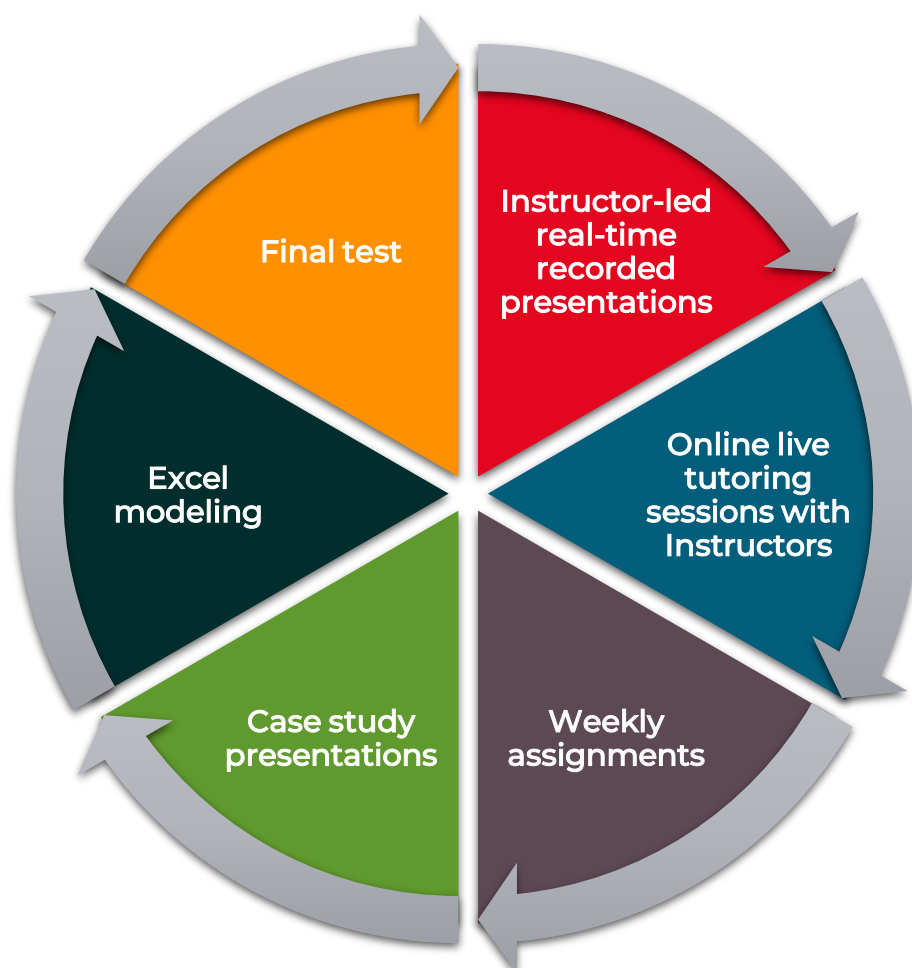 Instructor-led
real-time
recorded
presentations
Online live
tutoring
sessions with
Instructors
Weekly
assignments
Case study
presentations
Excel
modeling
Final test